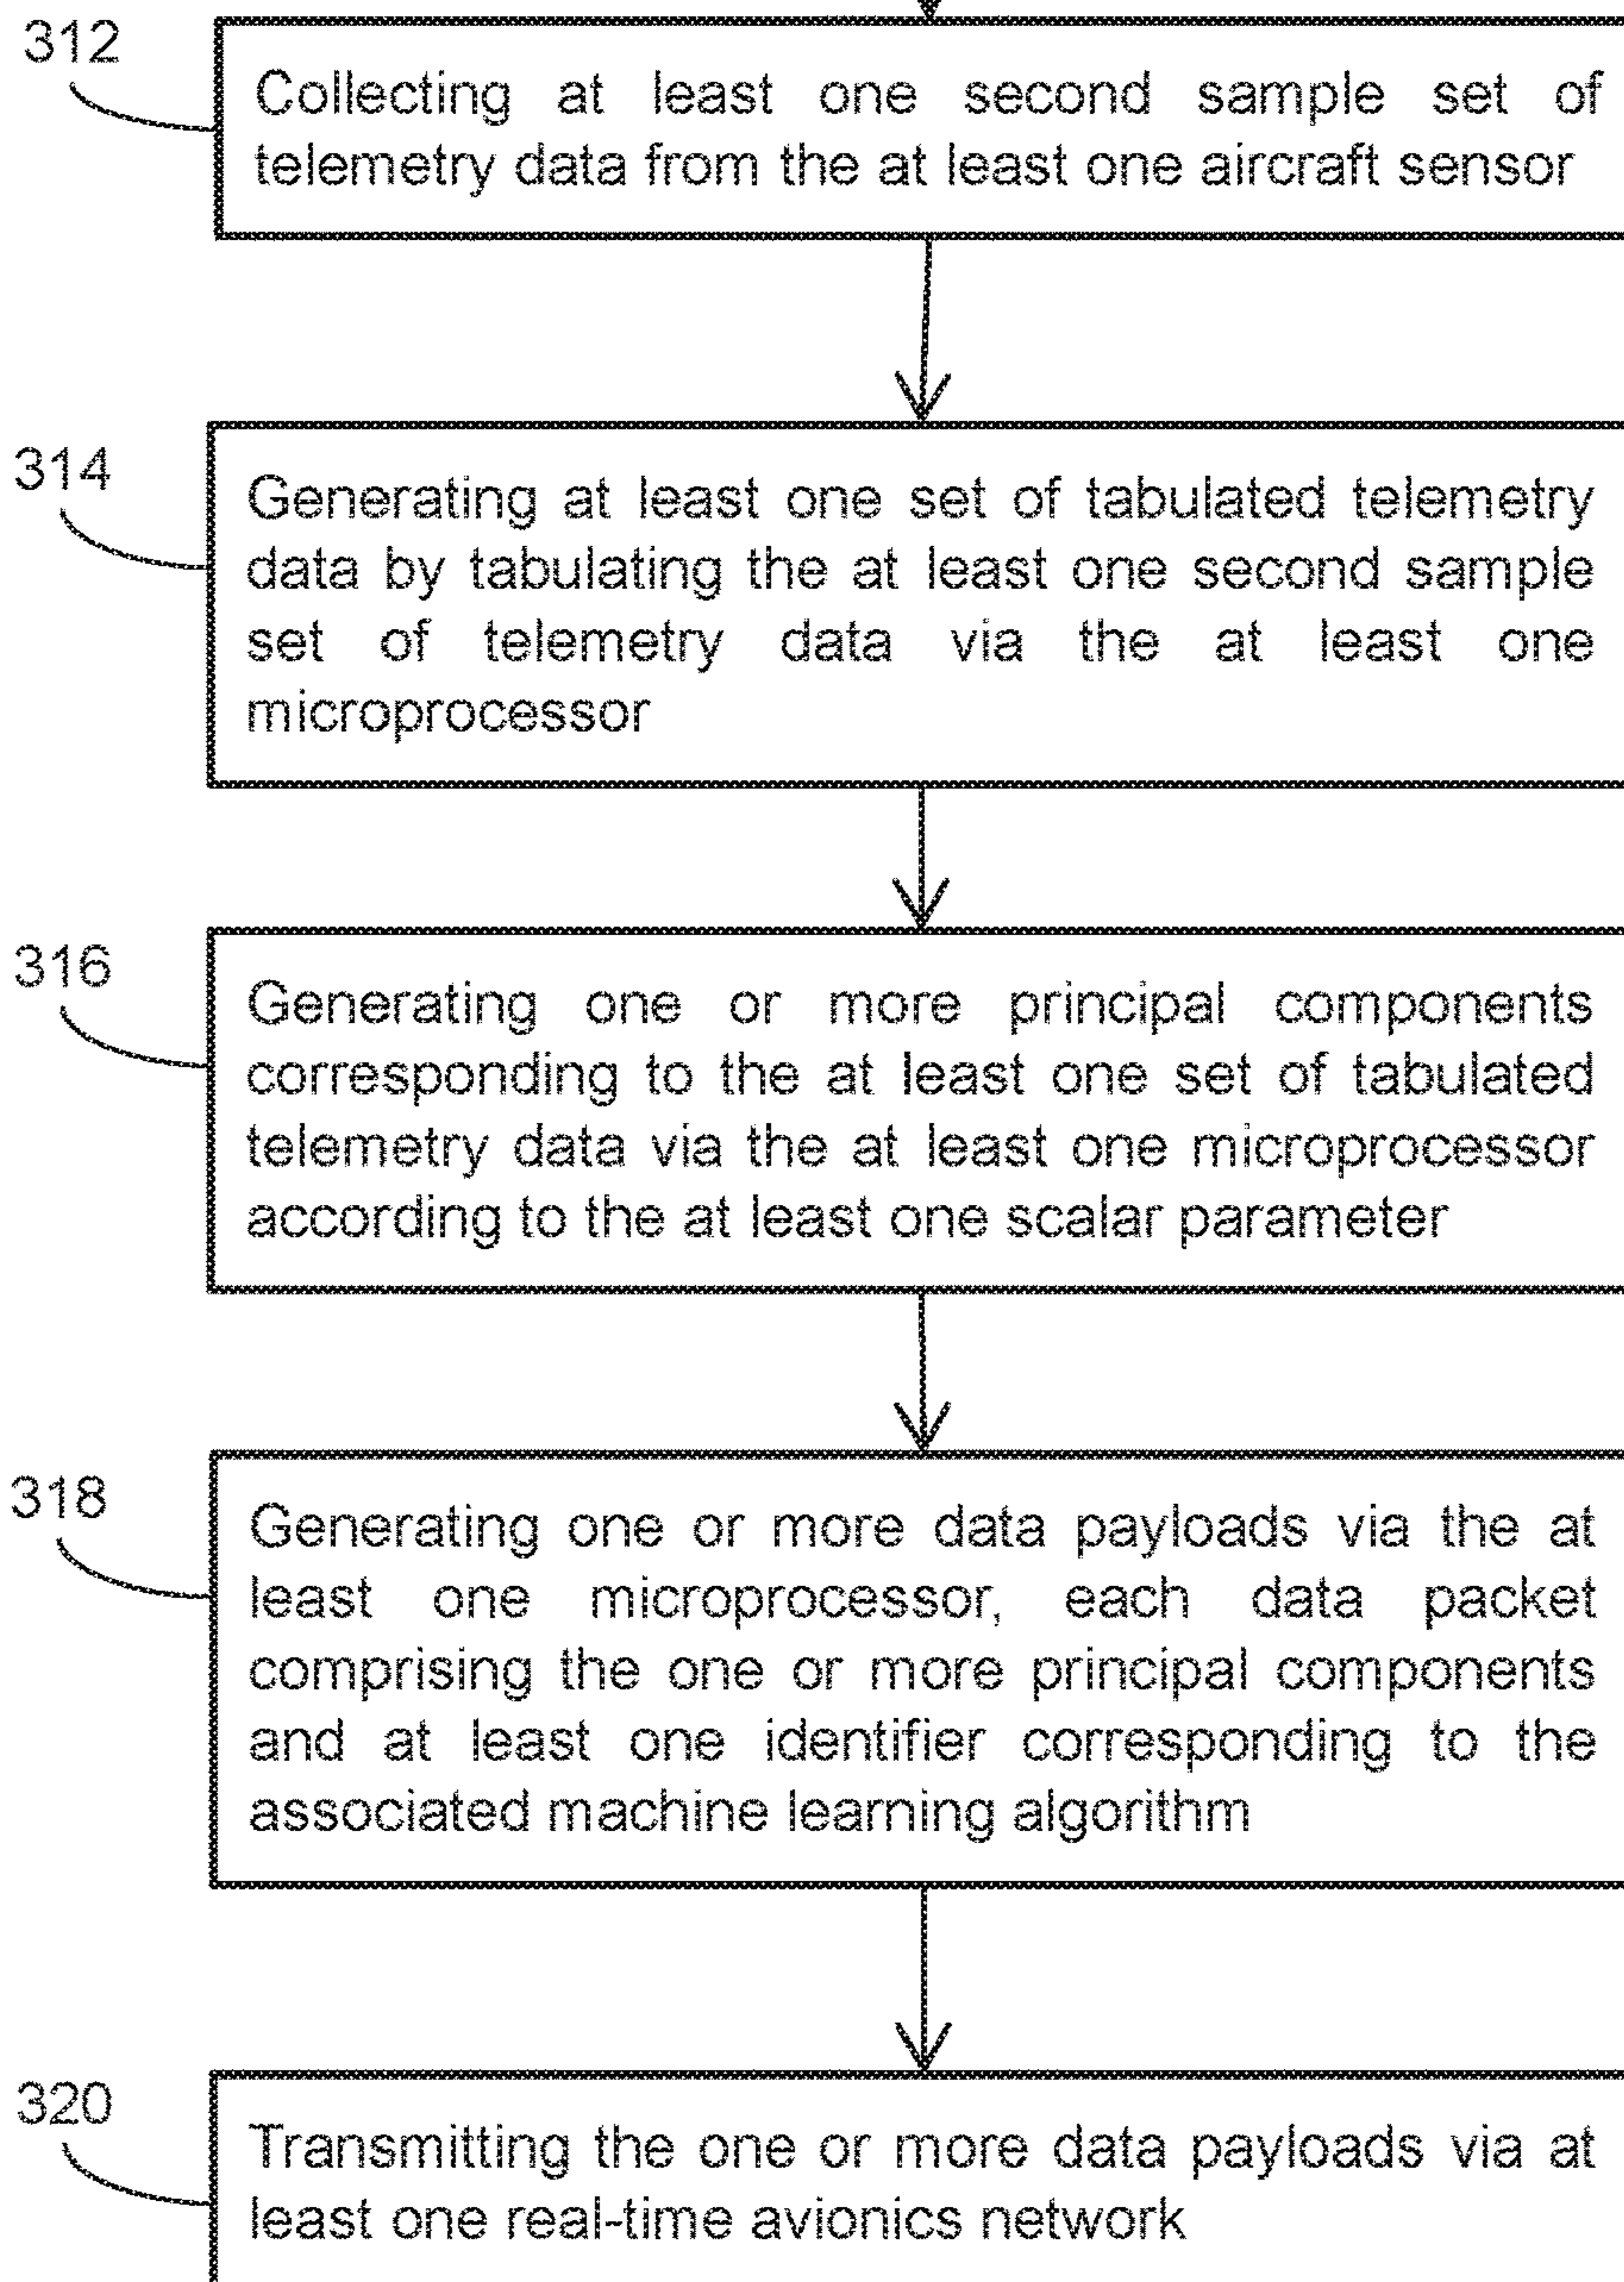 312
Collecting at least one second sample set of
telemetry data from the at least one aircraft sensor
314
Generating at least one set of tabulated telemetry
data by tabulating the at least one second sample
set of telemetry data via the at least one
microprocessor
316
Generating one or more principal components
corresponding to the at least one set of tabulated
telemetry data via the at least one microprocessor
according to the at least one scalar parameter
318
Generating one or more data payloads via the at
least one microprocessor, each data packet
comprising the one or more principal components
and at least one identifier corresponding to the
associated machine learning algorithm
320
Transmitting the one or more data payloads via at
least one real-time avionics network